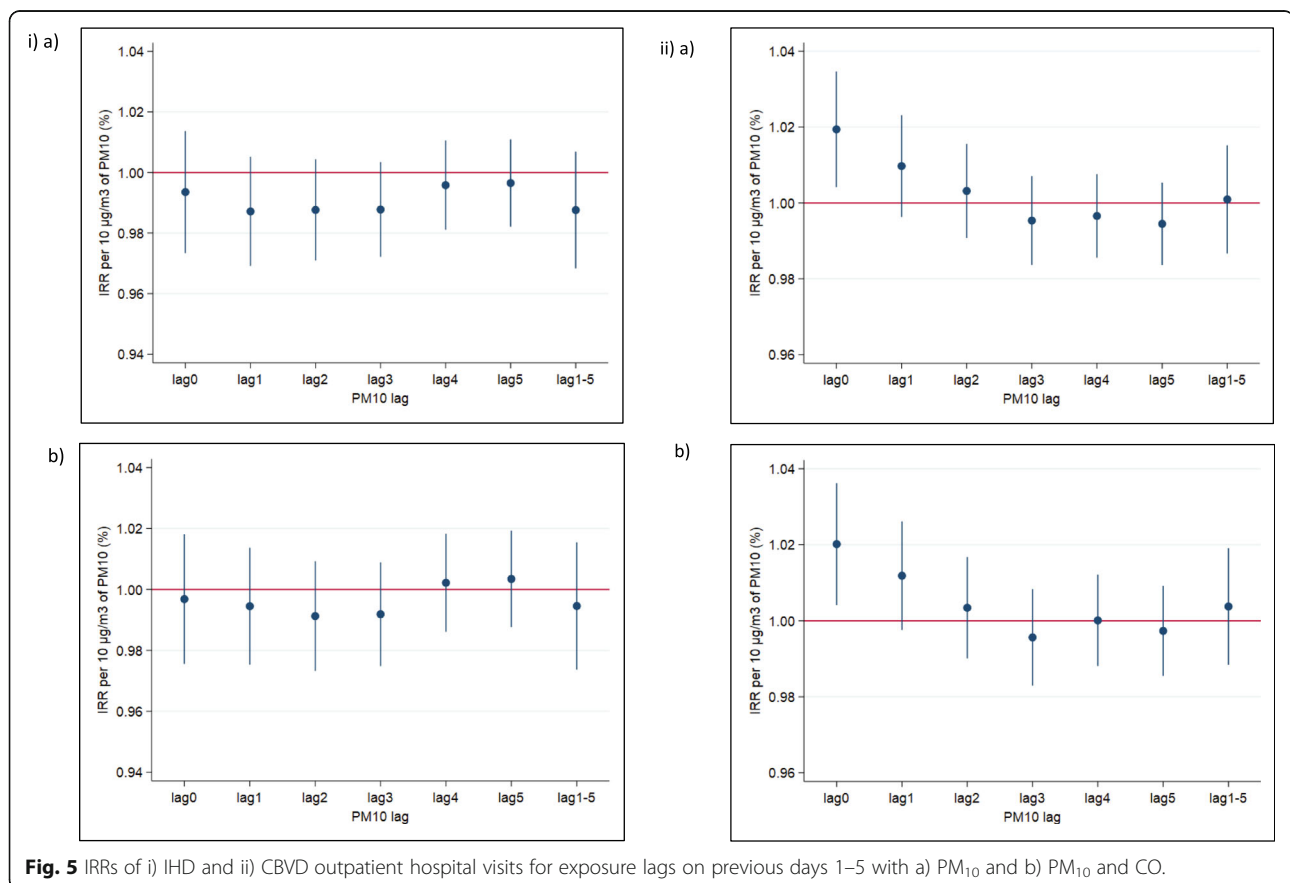 i) a)
1.04
1.02
1.00
0.98
0.96
0.94
IRR per 10 µg/m3 of PM10 (%)
lag0 lag1 lag2 lag3 lag4 lag5 lag1-5
PM10 lag
ii) a)
1.04
1.02
1.00
0.98
0.96
IRR per 10 µg/m3 of PM10 (%)
lag0 lag1 lag2 lag3 lag4 lag5 lag1-5
PM10 lag
b)
1.04
1.02
1.00
0.98
0.96
0.94
IRR per 10 µg/m3 of PM10 (%)
lag0 lag1 lag2 lag3 lag4 lag5 lag1-5
PM10 lag
b)
1.04
1.02
1.00
0.98
0.96
IRR per 10 µg/m3 of PM10 (%)
lag0 lag1 lag2 lag3 lag4 lag5 lag1-5
PM10 lag
Fig. 5 IRRs of i) IHD and ii) CBVD outpatient hospital visits for exposure lags on previous days 1–5 with a) PM₁₀ and b) PM₁₀ and CO.